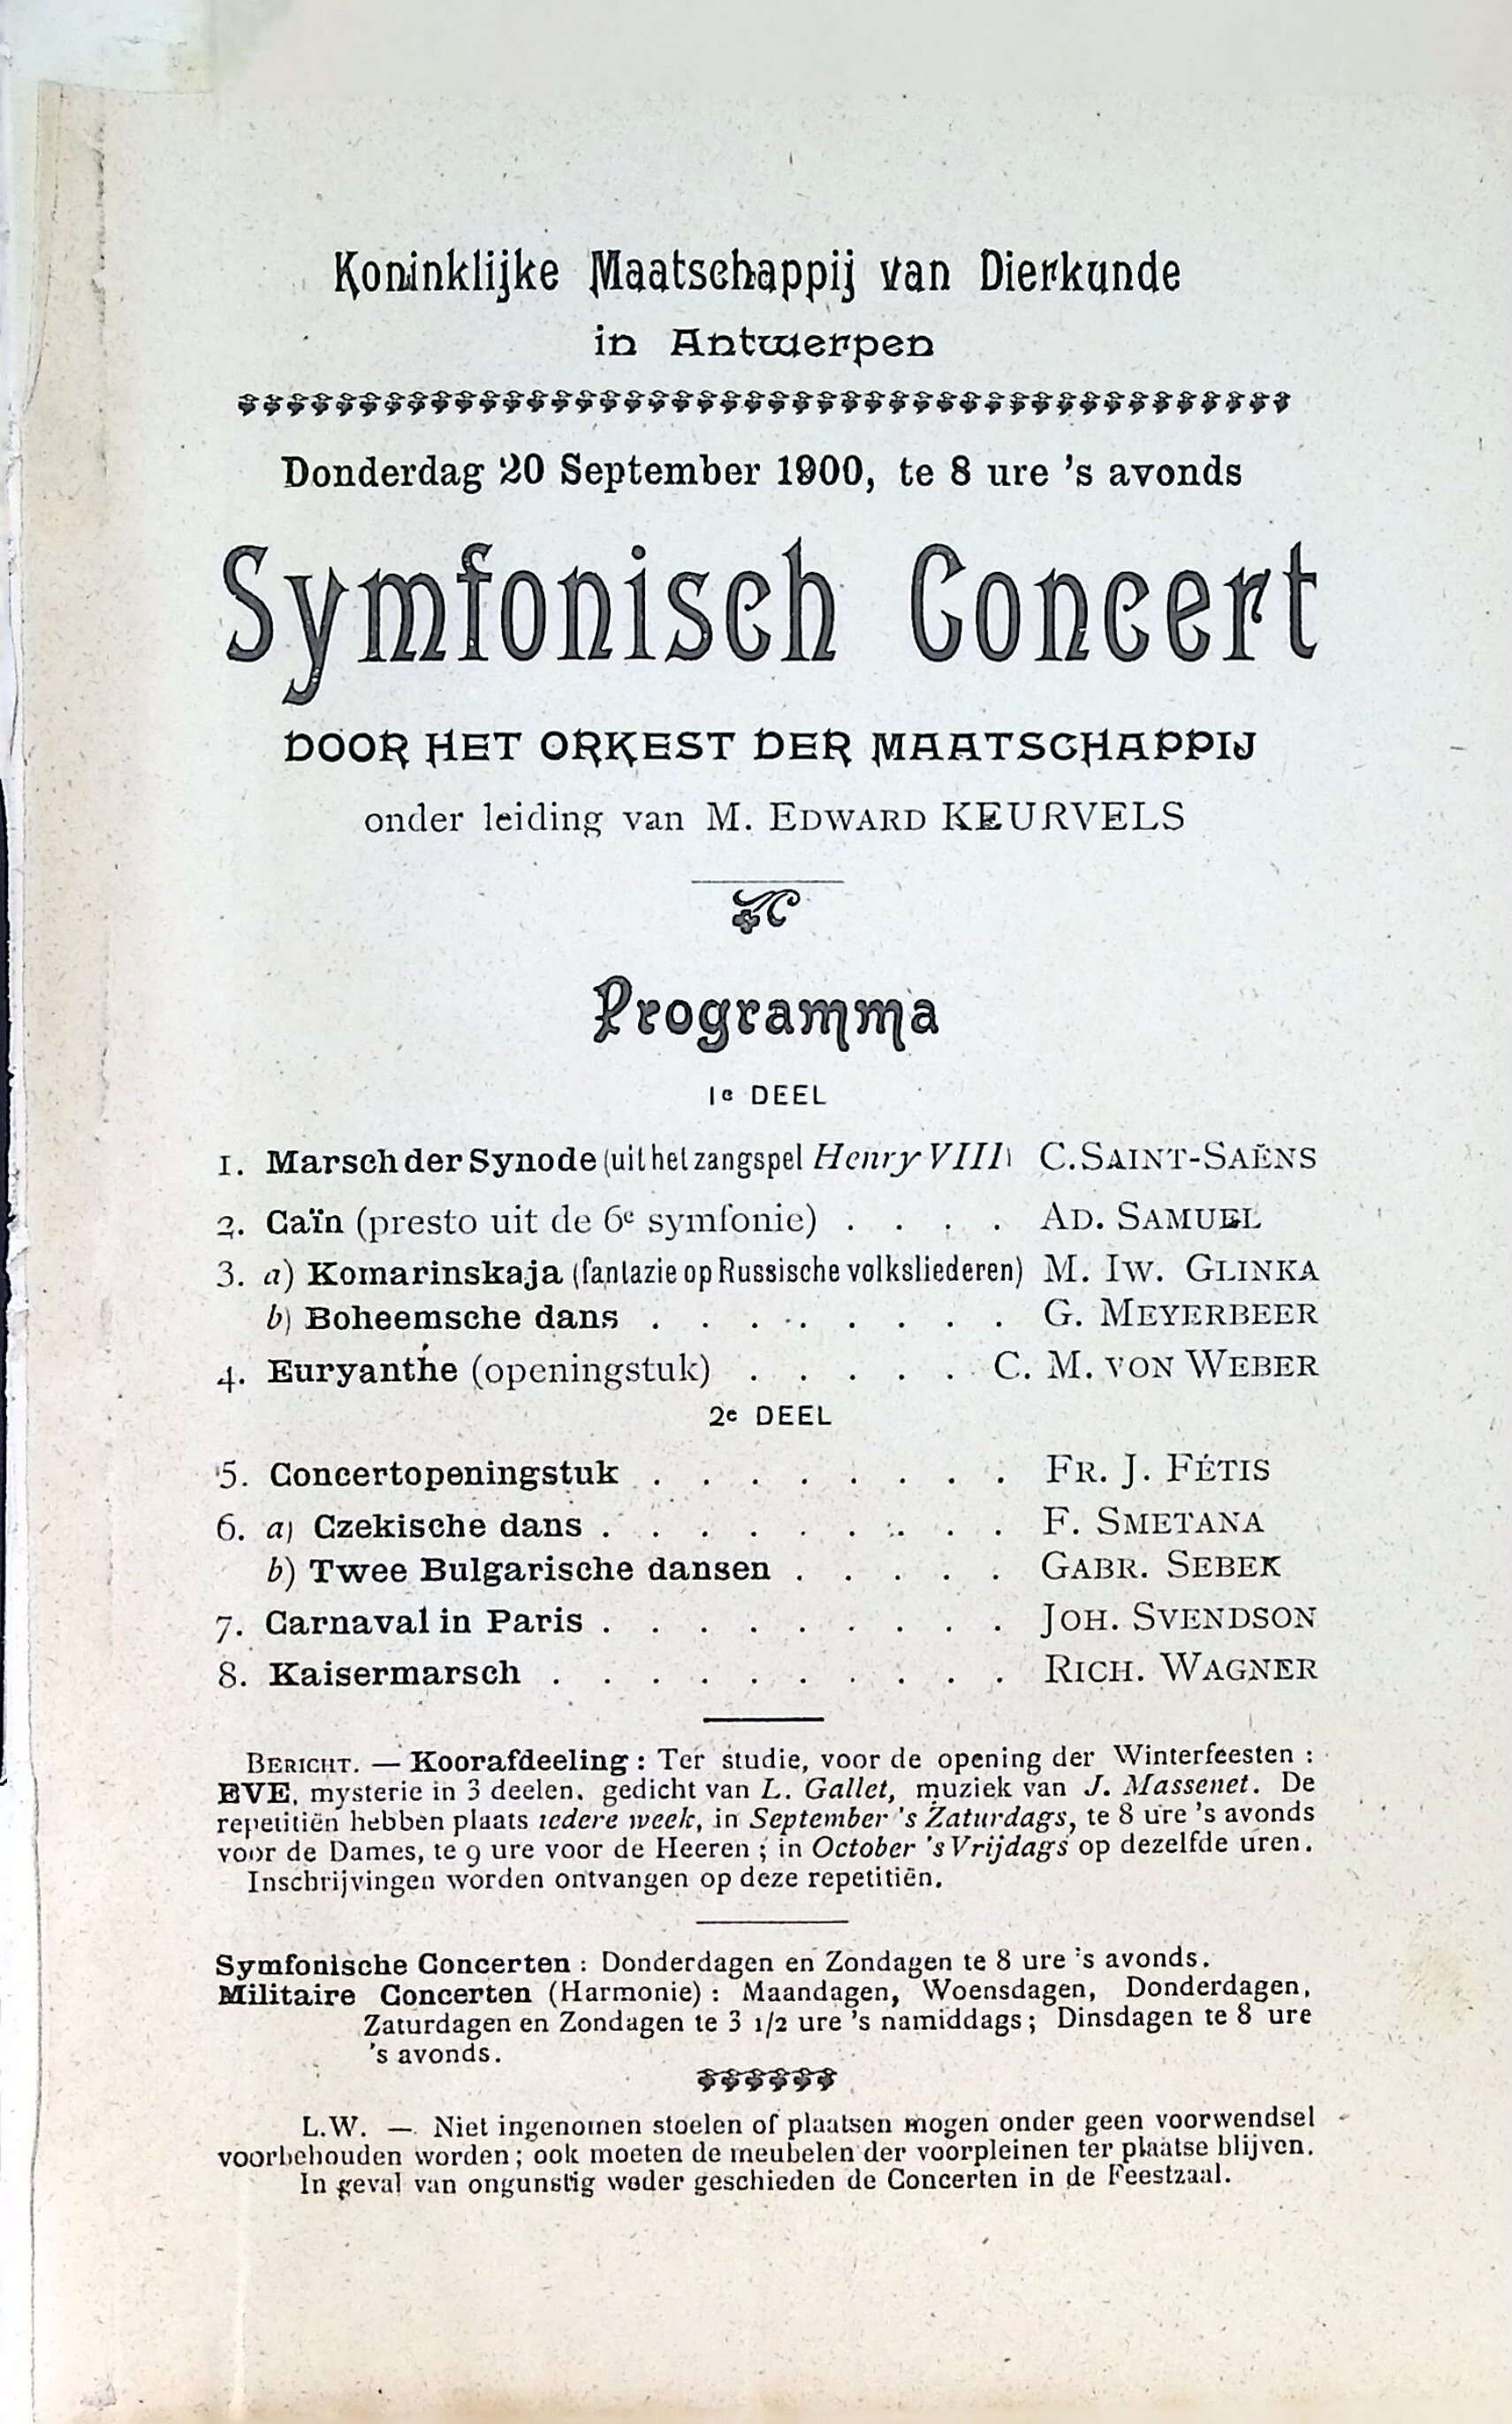 Koninklijke Maatschappij van Dierkunde
in Antwerpen
Donderdag 20 September 1900, te 8 ure 's avonds
Symfonisch Concert
DOOR HET ORKEST DER MAATSCHAPPIJ
onder leiding van M. EDWARD KEURVELS
Programma
1e DEEL
1. Marsch der Synode (uit het zangspel Henry VIII) C. SAINT-SAËNS
2. Caïn (presto uit de 6e symfonie) . . . . AD. SAMUEL
3. a) Komarinskaja (fantazie op Russische volksliederen) M. IW. GLINKA
b) Boheemsche dans . . . . . . . . G. MEYERBEER
4. Euryanthe (openingstuk) . . . . . C. M. VON WEBER
2e DEEL
5. Concertopeningstuk . . . . . . . . FR. J. FÉTIS
6. a) Czekische dans . . . . . . . . . F. SMETANA
b) Twee Bulgarische dansen . . . . . GABR. SEBEK
7. Carnaval in Paris . . . . . . . . . JOH. SVENDSON
8. Kaisermarsch . . . . . . . . . . RICH. WAGNER
BERICHT. — Koorafdeeling : Ter studie, voor de opening der Winterfeesten :
EVE, mysterie in 3 deelen, gedicht van L. Gallet, muziek van J. Massenet. De
repetitiën hebben plaats iedere week, in September 's Zaturdags, te 8 ure 's avonds
voor de Dames, te 9 ure voor de Heeren ; in October 's Vrijdags op dezelfde uren.
Inschrijvingen worden ontvangen op deze repetitiën.
Symfonische Concerten : Donderdagen en Zondagen te 8 ure 's avonds.
Militaire Concerten (Harmonie) : Maandagen, Woensdagen, Donderdagen,
Zaturdagen en Zondagen te 3 1/2 ure 's namiddags ; Dinsdagen te 8 ure
's avonds.
L.W. — Niet ingenomen stoelen of plaatsen mogen onder geen voorwendsel
voorbehouden worden ; ook moeten de meubelen der voorpleinen ter plaatse blijven.
In geval van ongunstig weder geschieden de Concerten in de Feestzaal.